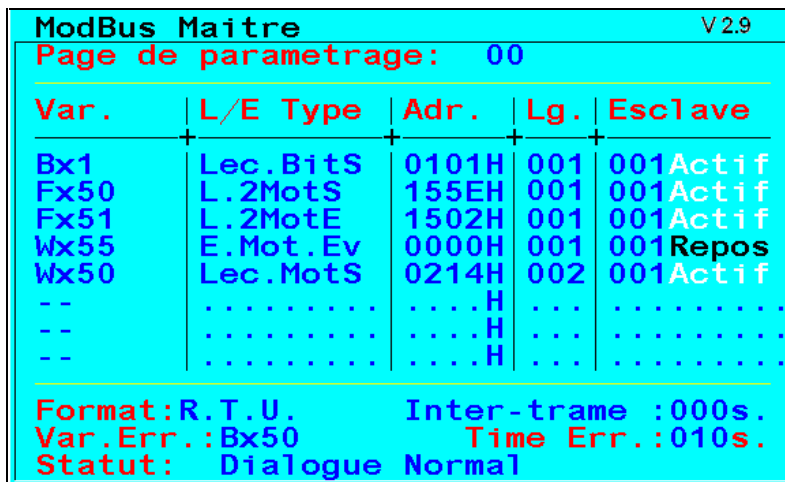 ModBus Maitre V 2.9
Page de parametrage: 00
Var. |L/E Type |Adr. |Lg.|Esclave
Bx1 |Lec.BitS |0101H|001|001Actif
Fx50 |L.2MotS |155EH|001|001Actif
Fx51 |L.2MotE |1502H|001|001Actif
Wx55 |E.Mot.Ev |0000H|001|001Repos
Wx50 |Lec.MotS |0214H|002|001Actif
-- |.........|....H|...|.........
-- |.........|....H|...|.........
-- |.........|....H|...|.........
Format:R.T.U. Inter-trame :000s.
Var.Err.:Bx50 Time Err.:010s.
Statut: Dialogue Normal